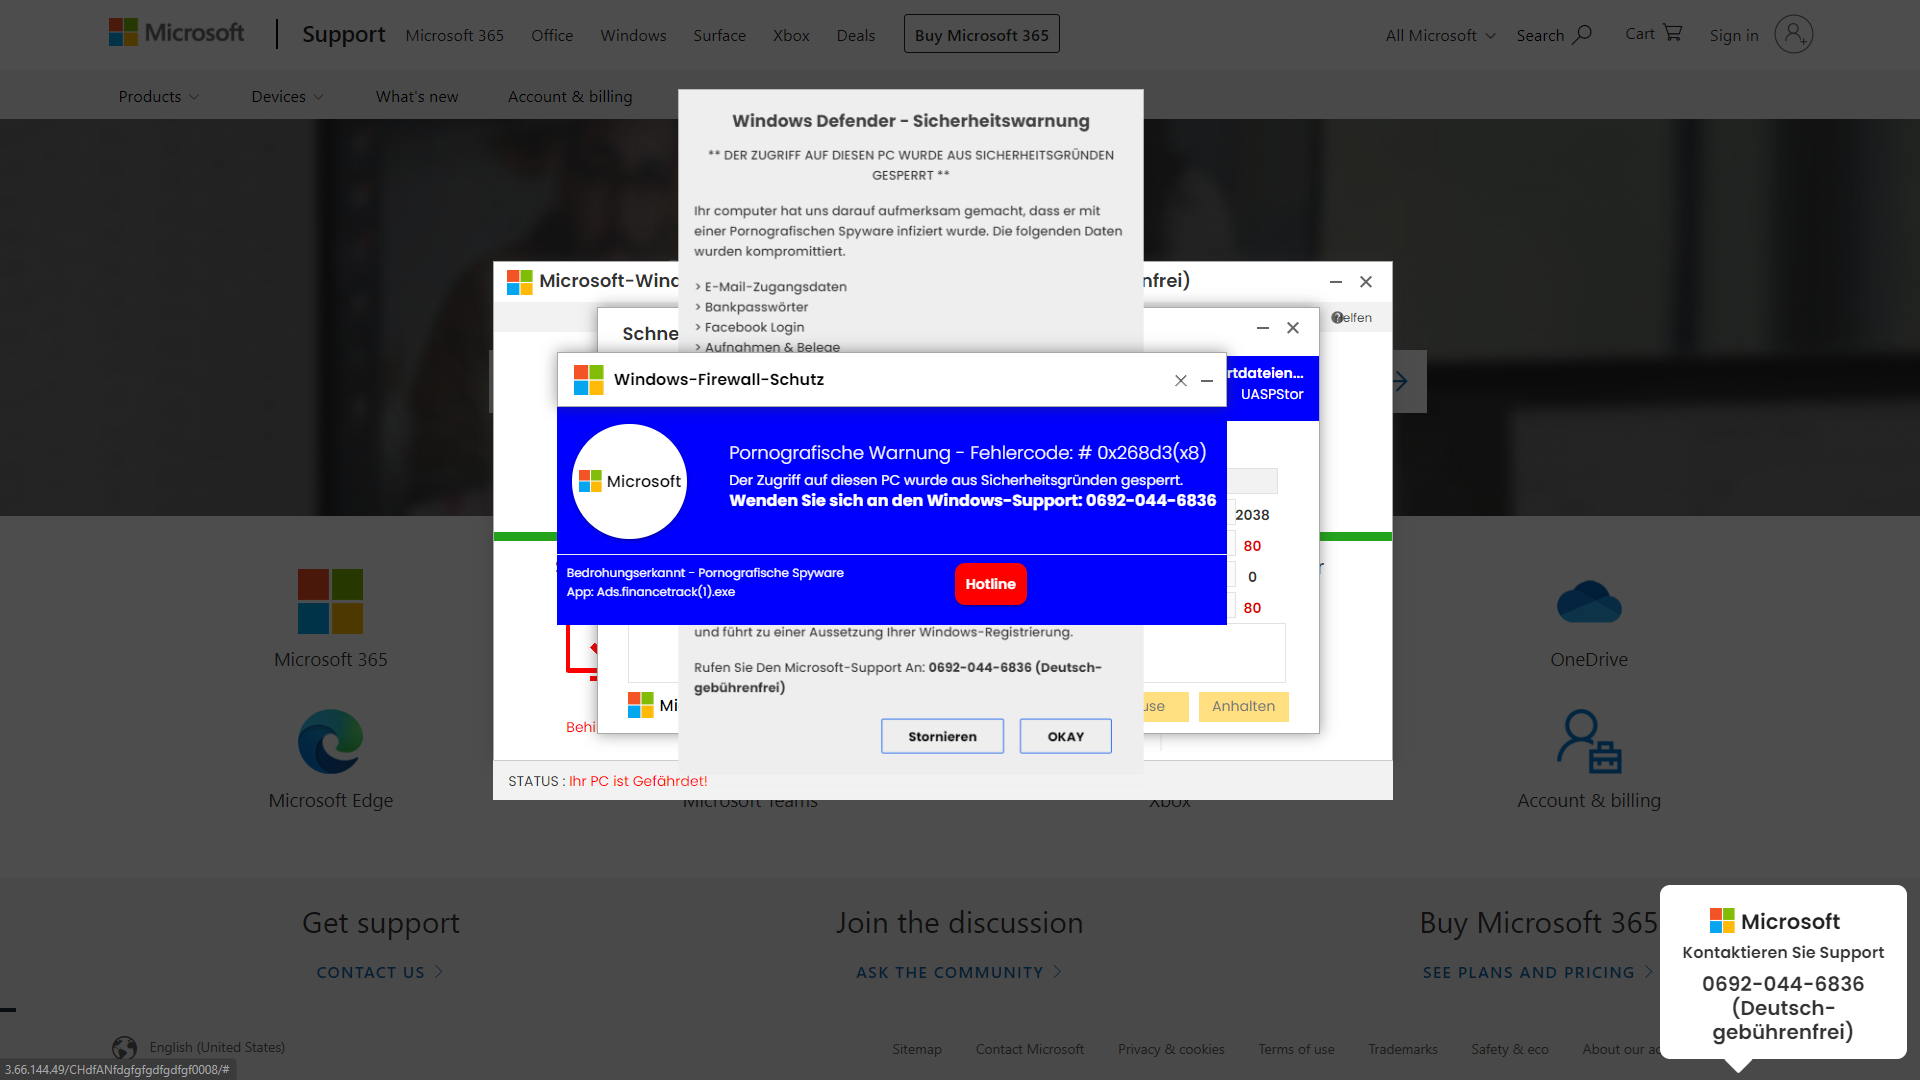 Microsoft
Support
Microsoft 365
Office
Windows
Surface
Xbox
Deals
Buy Microsoft 365
All Microsoft
Search
Cart
Sign in
Products
Devices
What's new
Account & billing
Windows Defender - Sicherheitswarnung
** DER ZUGRIFF AUF DIESEN PC WURDE AUS SICHERHEITSGRÜNDEN
GESPERRT **
Ihr computer hat uns darauf aufmerksam gemacht, dass er mit
einer Pornografischen Spyware infiziert wurde. Die folgenden Daten
wurden kompromittiert.
> E-Mail-Zugangsdaten
> Bankpasswörter
> Facebook Login
> Aufnahmen & Belege
Microsoft-Wind
nfrei)
elfen
Schne
rtdateien...
UASPStor
Windows-Firewall-Schutz
Microsoft
Pornografische Warnung - Fehlercode: # 0x268d3(x8)
Der Zugriff auf diesen PC wurde aus Sicherheitsgründen gesperrt.
Wenden Sie sich an den Windows-Support: 0692-044-6836
Bedrohungserkannt - Pornografische Spyware
App: Ads.financetrack(1).exe
Hotline
2038
80
0
80
und führt zu einer Aussetzung Ihrer Windows-Registrierung.
Rufen Sie Den Microsoft-Support An: 0692-044-6836 (Deutsch-
gebührenfrei)
Stornieren
OKAY
Mi
use
Anhalten
Behi
STATUS : Ihr PC ist Gefährdet!
Microsoft 365
OneDrive
Microsoft Edge
Microsoft Teams
Xbox
Account & billing
Get support
CONTACT US
Join the discussion
ASK THE COMMUNITY
Buy Microsoft 365
SEE PLANS AND PRICING
Microsoft
Kontaktieren Sie Support
0692-044-6836
(Deutsch-
gebührenfrei)
English (United States)
Sitemap
Contact Microsoft
Privacy & cookies
Terms of use
Trademarks
Safety & eco
About our a
3.66.144.49/CHdfANfdgfgfgdfgdfgf0008/#